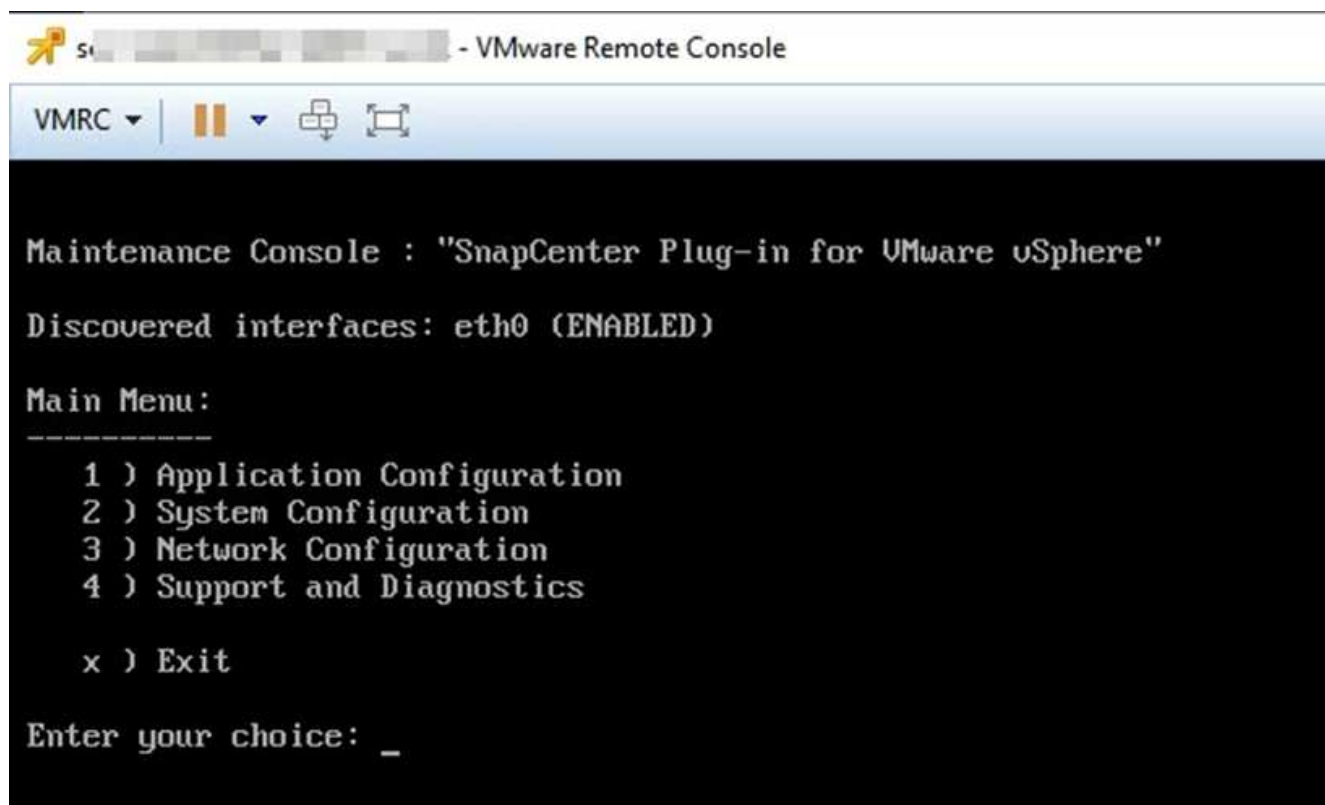 - VMware Remote Console
VMRC
Maintenance Console : "SnapCenter Plug-in for VMware vSphere"
Discovered interfaces: eth0 (ENABLED)
Main Menu:
----------
1 ) Application Configuration
2 ) System Configuration
3 ) Network Configuration
4 ) Support and Diagnostics
x ) Exit
Enter your choice: _